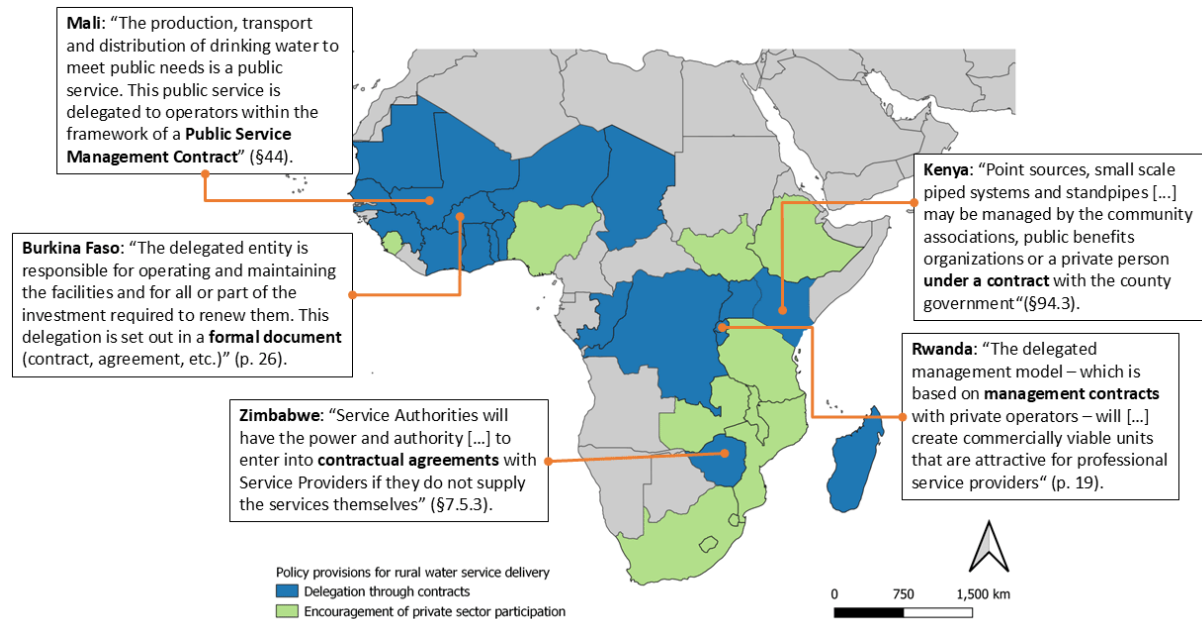 Mali: “The production, transport
and distribution of drinking water to
meet public needs is a public
service. This public service is
delegated to operators within the
framework of a Public Service
Management Contract” (§44).
Burkina Faso: “The delegated entity is
responsible for operating and maintaining
the facilities and for all or part of the
investment required to renew them. This
delegation is set out in a formal document
(contract, agreement, etc.)” (p. 26).
Zimbabwe: “Service Authorities will
have the power and authority [...] to
enter into contractual agreements with
Service Providers if they do not supply
the services themselves” (§7.5.3).
Kenya: “Point sources, small scale
piped systems and standpipes [...]
may be managed by the community
associations, public benefits
organizations or a private person
under a contract with the county
government“(§94.3).
Rwanda: “The delegated
management model – which is
based on management contracts
with private operators – will [...]
create commercially viable units
that are attractive for professional
service providers“ (p. 19).
Policy provisions for rural water service delivery
Delegation through contracts
Encouragement of private sector participation
0 750 1,500 km